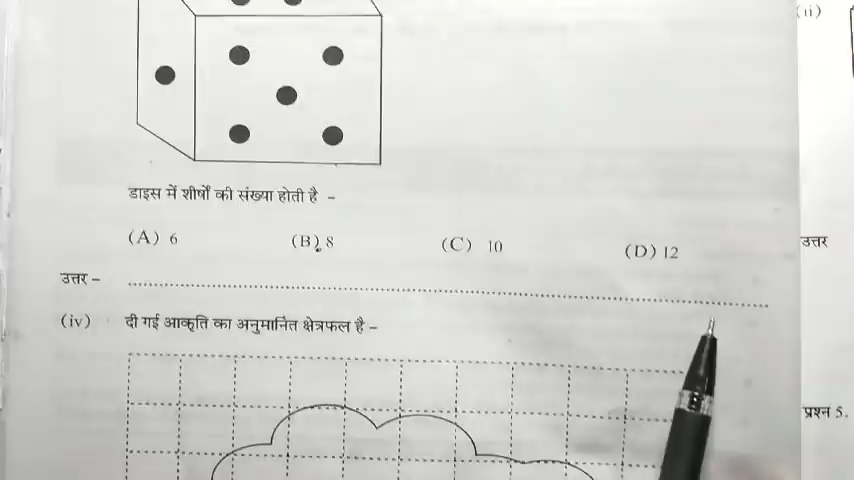 (ii)
डाइस में शीर्षों की संख्या होती है –
(A) 6 (B) 8 (C) 10 (D) 12
उत्तर –
(iv) दी गई आकृति का अनुमानित क्षेत्रफल है –
उत्तर
प्रश्न 5.